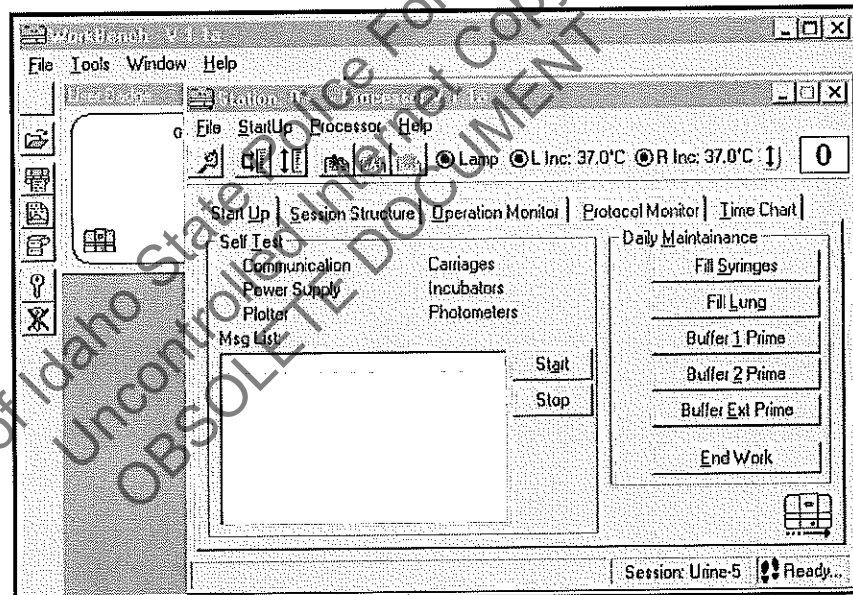 WorkBench
File Tools Window Help
File StartUp Processor Help
Lamp L Inc: 37.0°C R Inc: 37.0°C 0
Start Up Session Structure Operation Monitor Protocol Monitor Time Chart
Self Test
Communication Carriages
Power Supply Incubators
Plotter Photometers
Msg List
Start
Stop
Daily Maintainance
Fill Syringes
Fill Lung
Buffer 1 Prime
Buffer 2 Prime
Buffer Ext Prime
End Work
Session: Urine-5 Ready...
of Idaho State Police
Uncontrolled Internet Copy
OBSOLETE DOCUMENT